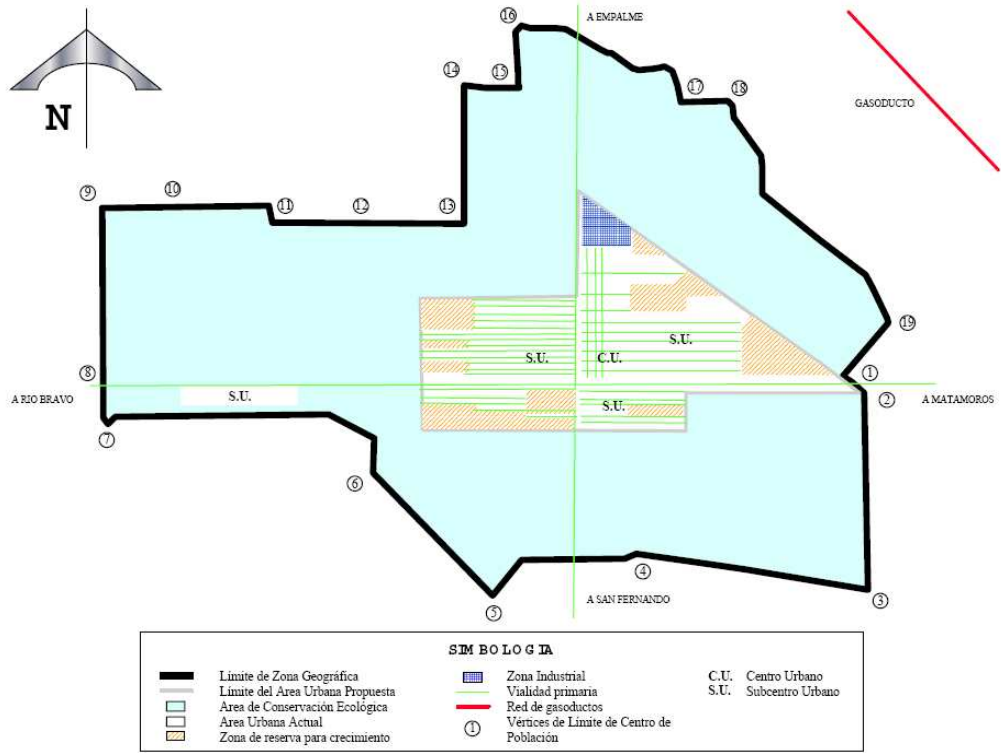 16
A EMPALME
14
15
17
18
GASODUCTO
N
9
10
11
12
13
19
S.U.
C.U.
S.U.
8
1
A RIO BRAVO
S.U.
S.U.
2
A MATAMOROS
7
6
4
5
A SAN FERNANDO
3
SIMBOLOGIA
Límite de Zona Geográfica
Límite del Area Urbana Propuesta
Area de Conservación Ecológica
Area Urbana Actual
Zona de reserva para crecimiento
Zona Industrial
Vialidad primaria
Red de gasoductos
1 Vértices de Límite de Centro de
Población
C.U. Centro Urbano
S.U. Subcentro Urbano